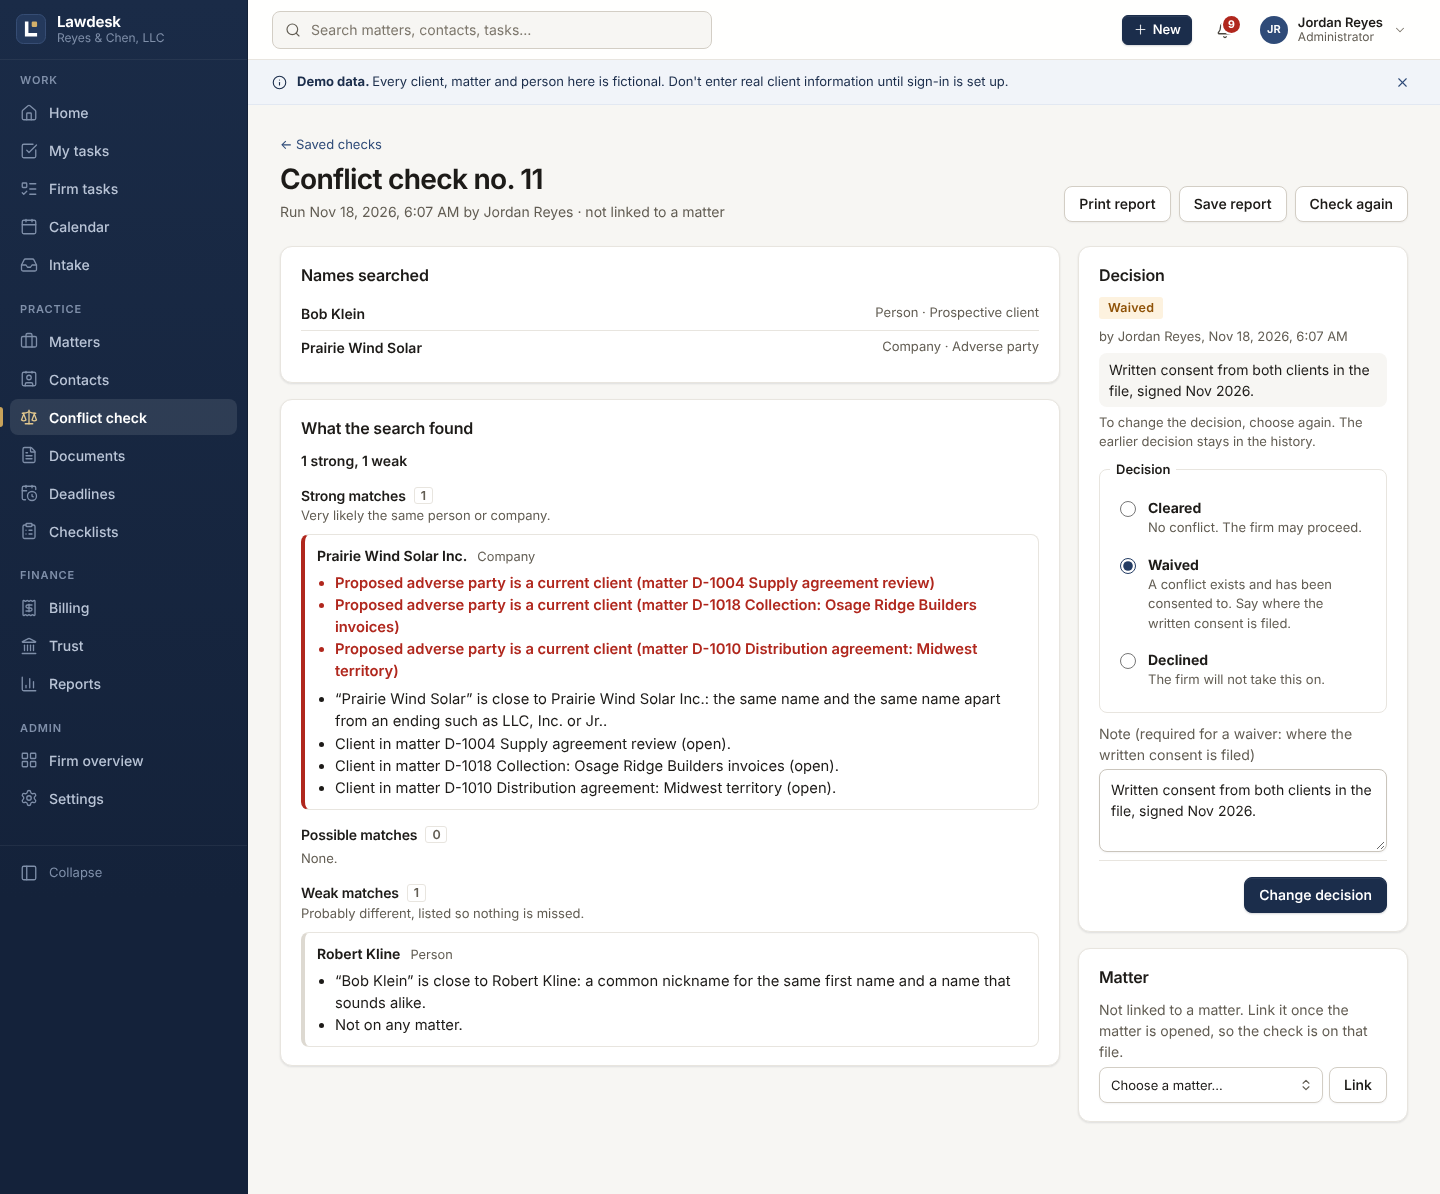 Lawdesk
Reyes & Chen, LLC
WORK
Home
My tasks
Firm tasks
Calendar
Intake
PRACTICE
Matters
Contacts
Conflict check
Documents
Deadlines
Checklists
FINANCE
Billing
Trust
Reports
ADMIN
Firm overview
Settings
Collapse
Search matters, contacts, tasks...
+ New
9
JR
Jordan Reyes
Administrator
Demo data. Every client, matter and person here is fictional. Don't enter real client information until sign-in is set up.
← Saved checks
Conflict check no. 11
Run Nov 18, 2026, 6:07 AM by Jordan Reyes · not linked to a matter
Print report
Save report
Check again
Names searched
Bob Klein
Person · Prospective client
Prairie Wind Solar
Company · Adverse party
What the search found
1 strong, 1 weak
Strong matches 1
Very likely the same person or company.
Prairie Wind Solar Inc. Company
• Proposed adverse party is a current client (matter D-1004 Supply agreement review)
• Proposed adverse party is a current client (matter D-1018 Collection: Osage Ridge Builders
invoices)
• Proposed adverse party is a current client (matter D-1010 Distribution agreement: Midwest
territory)
• “Prairie Wind Solar” is close to Prairie Wind Solar Inc.: the same name and the same name apart
from an ending such as LLC, Inc. or Jr..
• Client in matter D-1004 Supply agreement review (open).
• Client in matter D-1018 Collection: Osage Ridge Builders invoices (open).
• Client in matter D-1010 Distribution agreement: Midwest territory (open).
Possible matches 0
None.
Weak matches 1
Probably different, listed so nothing is missed.
Robert Kline Person
• “Bob Klein” is close to Robert Kline: a common nickname for the same first name and a name that
sounds alike.
• Not on any matter.
Decision
Waived
by Jordan Reyes, Nov 18, 2026, 6:07 AM
Written consent from both clients in the
file, signed Nov 2026.
To change the decision, choose again. The
earlier decision stays in the history.
Decision
Cleared
No conflict. The firm may proceed.
Waived
A conflict exists and has been
consented to. Say where the
written consent is filed.
Declined
The firm will not take this on.
Note (required for a waiver: where the
written consent is filed)
Written consent from both clients in the
file, signed Nov 2026.
Change decision
Matter
Not linked to a matter. Link it once the
matter is opened, so the check is on that
file.
Choose a matter...
Link